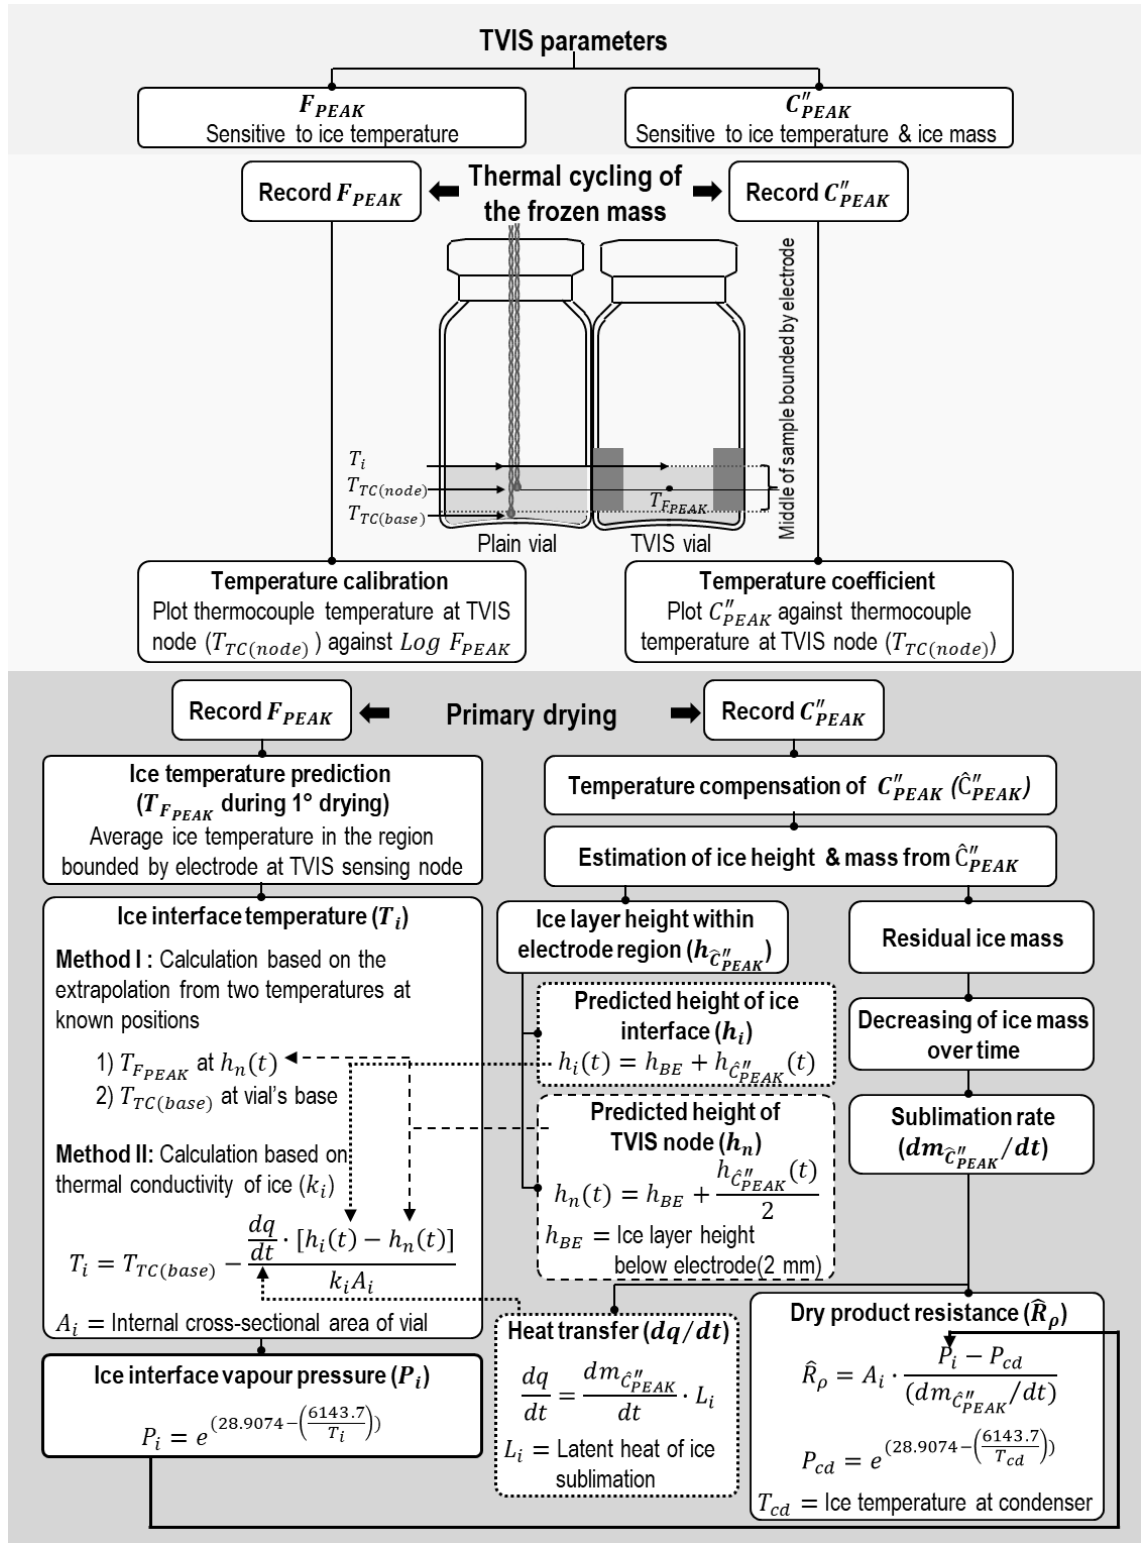 TVIS parameters
F_PEAK
Sensitive to ice temperature
C″_PEAK
Sensitive to ice temperature & ice mass
Record F_PEAK
Thermal cycling of
the frozen mass
Record C″_PEAK
T_i
T_TC(node)
T_TC(base)
T_F_PEAK
Plain vial
TVIS vial
Middle of sample bounded by electrode
Temperature calibration
Plot thermocouple temperature at TVIS
node (T_TC(node) ) against Log F_PEAK
Temperature coefficient
Plot C″_PEAK against thermocouple
temperature at TVIS node (T_TC(node))
Record F_PEAK
Primary drying
Record C″_PEAK
Ice temperature prediction
(T_F_PEAK during 1° drying)
Average ice temperature in the region
bounded by electrode at TVIS sensing node
Temperature compensation of C″_PEAK (Ĉ″_PEAK)
Estimation of ice height & mass from Ĉ″_PEAK
Ice interface temperature (T_i)
Method I : Calculation based on the
extrapolation from two temperatures at
known positions
1) T_F_PEAK at h_n(t)
2) T_TC(base) at vial's base
Method II: Calculation based on
thermal conductivity of ice (k_i)
T_i = T_TC(base) − (dq/dt · [h_i(t) − h_n(t)]) / (k_i A_i)
A_i = Internal cross-sectional area of vial
Ice interface vapour pressure (P_i)
P_i = e^(28.9074−(6143.7/T_i))
Ice layer height within
electrode region (h_Ĉ″_PEAK)
Predicted height of ice
interface (h_i)
h_i(t) = h_BE + h_Ĉ″_PEAK(t)
Predicted height of
TVIS node (h_n)
h_n(t) = h_BE + h_Ĉ″_PEAK(t) / 2
h_BE = Ice layer height
below electrode(2 mm)
Heat transfer (dq/dt)
dq/dt = dm_Ĉ″_PEAK/dt · L_i
L_i = Latent heat of ice
sublimation
Residual ice mass
Decreasing of ice mass
over time
Sublimation rate
(dm_Ĉ″_PEAK/dt)
Dry product resistance (R̂_ρ)
R̂_ρ = A_i · (P_i − P_cd) / (dm_Ĉ″_PEAK/dt)
P_cd = e^(28.9074−(6143.7/T_cd))
T_cd = Ice temperature at condenser